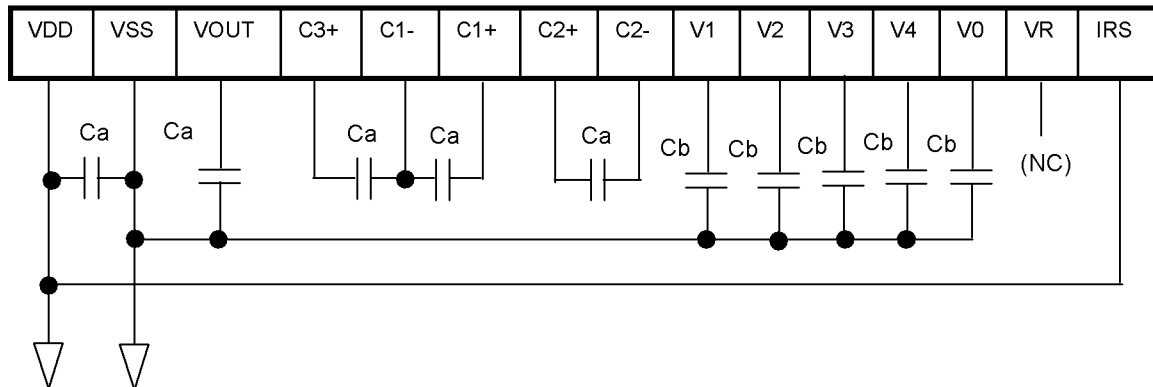 VDD VSS VOUT C3+ C1- C1+ C2+ C2- V1 V2 V3 V4 V0 VR IRS
Ca Ca Ca Ca Ca Cb Cb Cb Cb Cb
(NC)